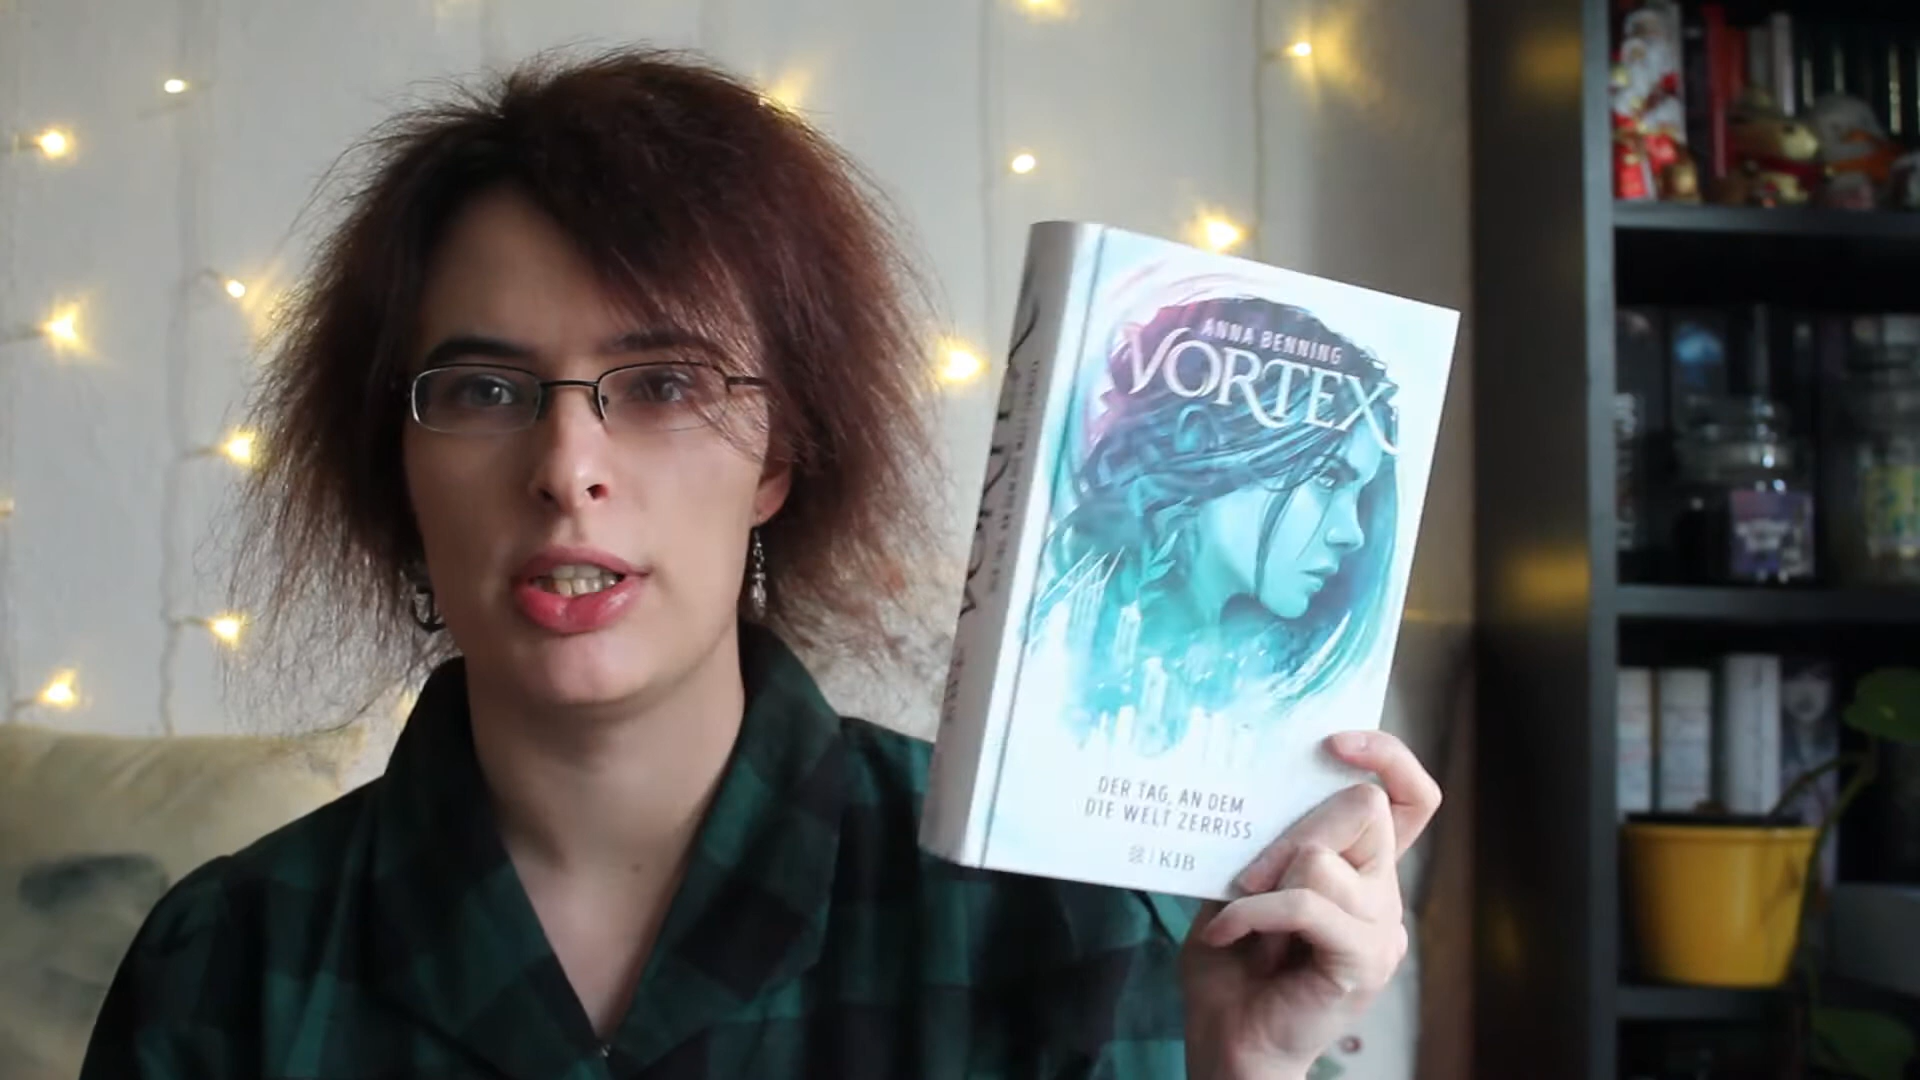 ANNA BENNING
VORTEX
DER TAG, AN DEM
DIE WELT ZERRISS
KJB